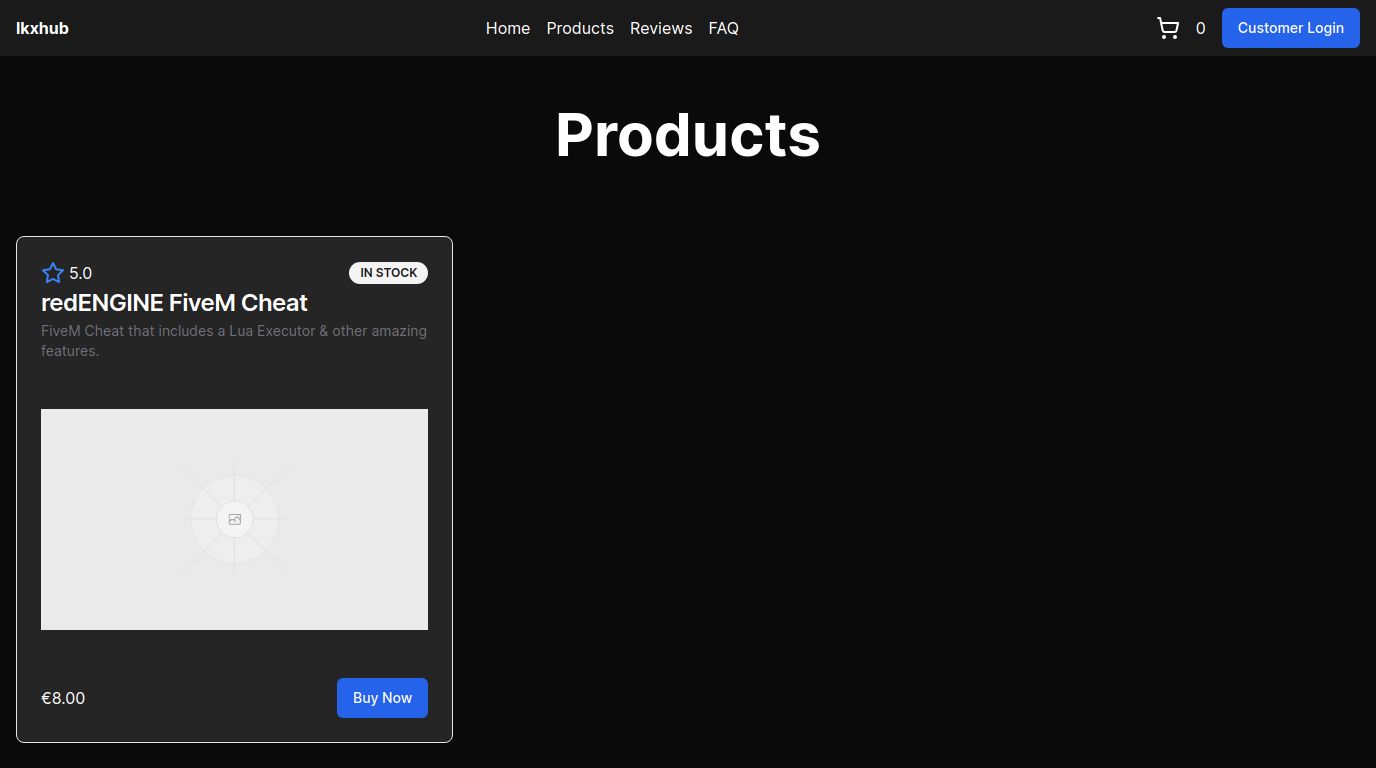 lkxhub
Home Products Reviews FAQ
0 Customer Login
Products
5.0 IN STOCK
redENGINE FiveM Cheat
FiveM Cheat that includes a Lua Executor & other amazing
features.
€8.00 Buy Now